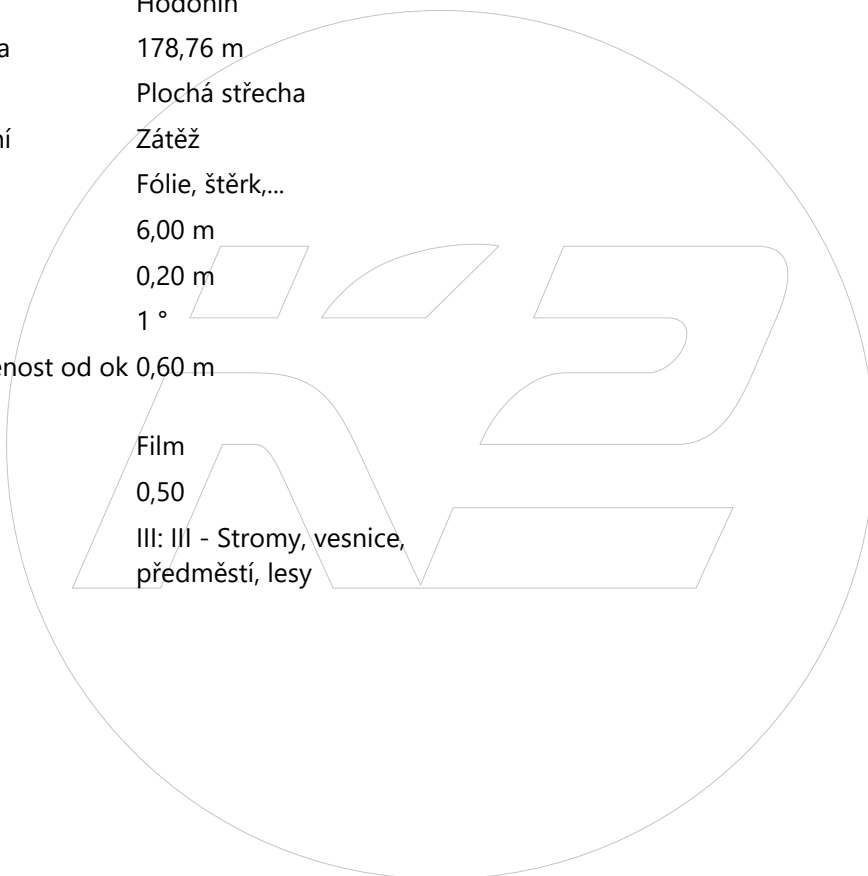 Hodonín
a 178,76 m
Plochá střecha
ní Zátěž
Fólie, štěrk,...
6,00 m
0,20 m
1 °
enost od ok 0,60 m
Film
0,50
III: III - Stromy, vesnice,
předměstí, lesy
K2